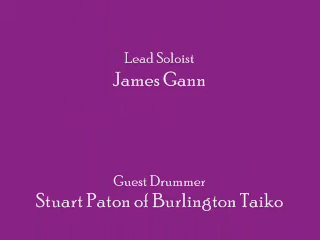 Lead Soloist
James Gann
Guest Drummer
Stuart Paton of Burlington Taiko